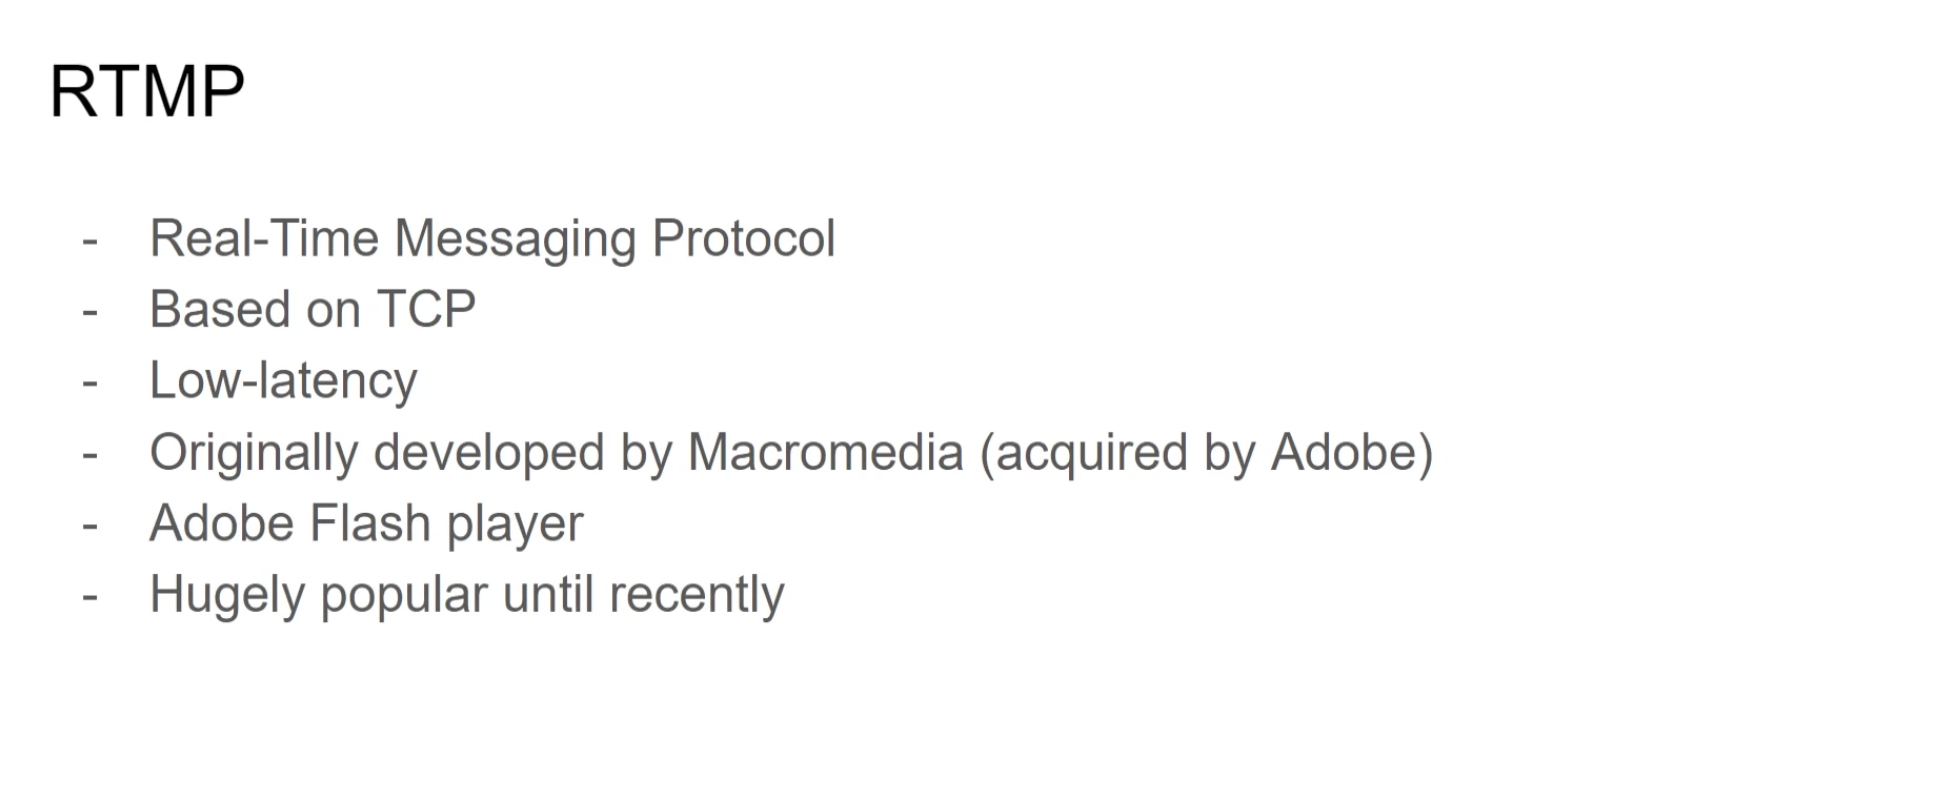 RTMP
- Real-Time Messaging Protocol
- Based on TCP
- Low-latency
- Originally developed by Macromedia (acquired by Adobe)
- Adobe Flash player
- Hugely popular until recently